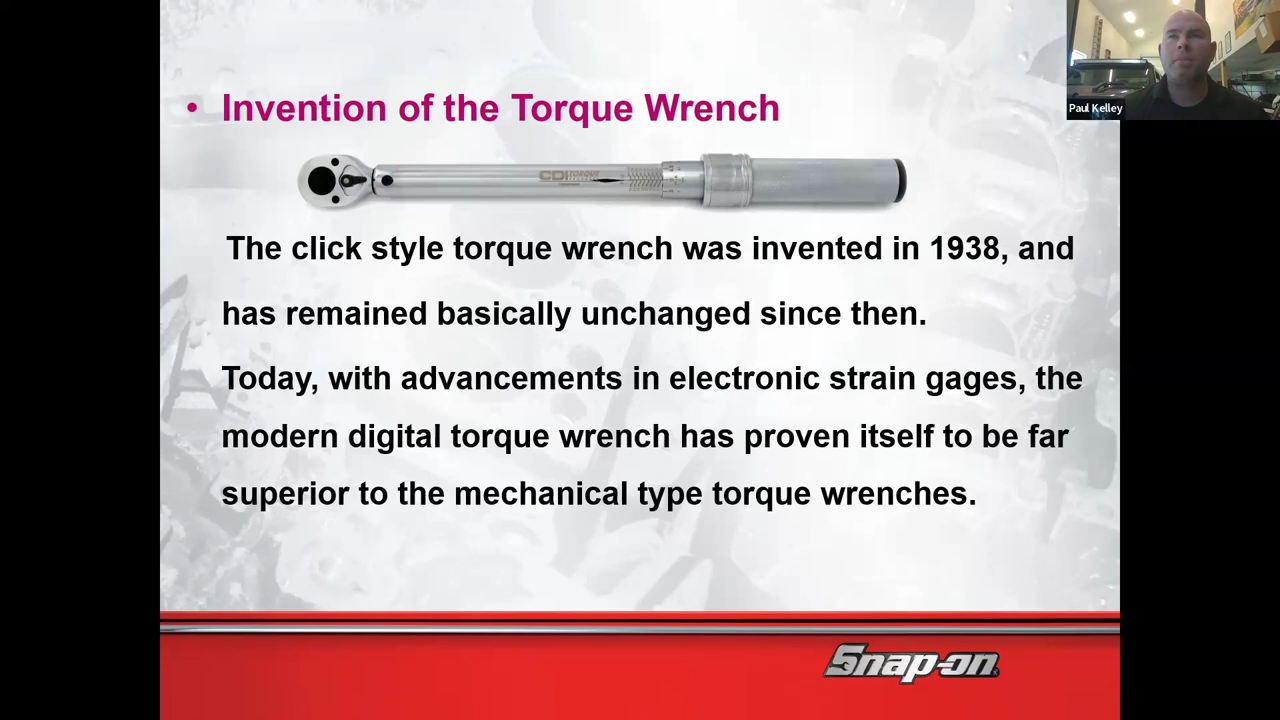 Paul Kelley
• Invention of the Torque Wrench
CDI TORQUE
The click style torque wrench was invented in 1938, and
has remained basically unchanged since then.
Today, with advancements in electronic strain gages, the
modern digital torque wrench has proven itself to be far
superior to the mechanical type torque wrenches.
Snap-on